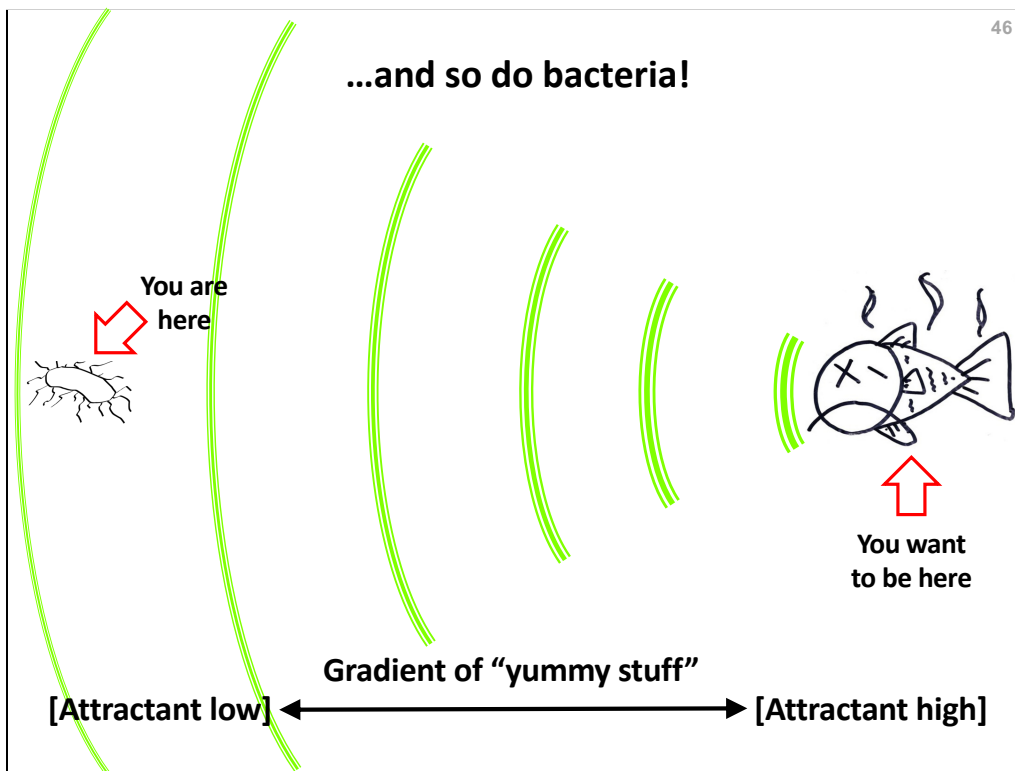 46
…and so do bacteria!
You are
here
You want
to be here
Gradient of “yummy stuff”
[Attractant low]
[Attractant high]